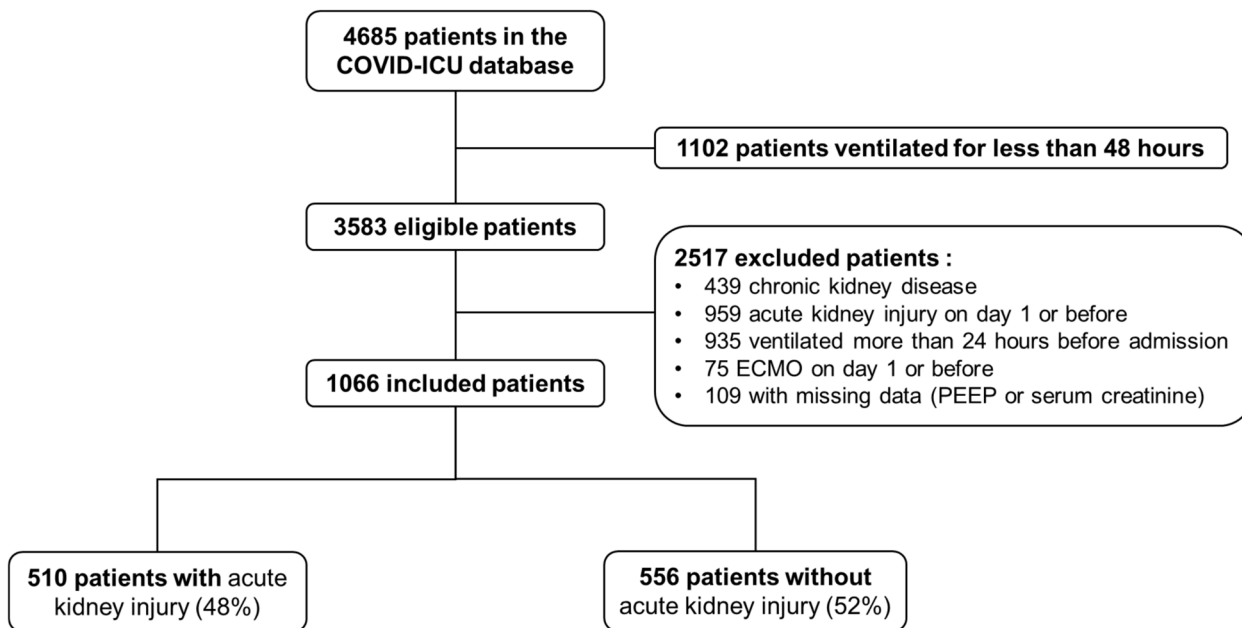 4685 patients in the
COVID-ICU database
1102 patients ventilated for less than 48 hours
3583 eligible patients
2517 excluded patients :
• 439 chronic kidney disease
• 959 acute kidney injury on day 1 or before
• 935 ventilated more than 24 hours before admission
• 75 ECMO on day 1 or before
• 109 with missing data (PEEP or serum creatinine)
1066 included patients
510 patients with acute
kidney injury (48%)
556 patients without
acute kidney injury (52%)